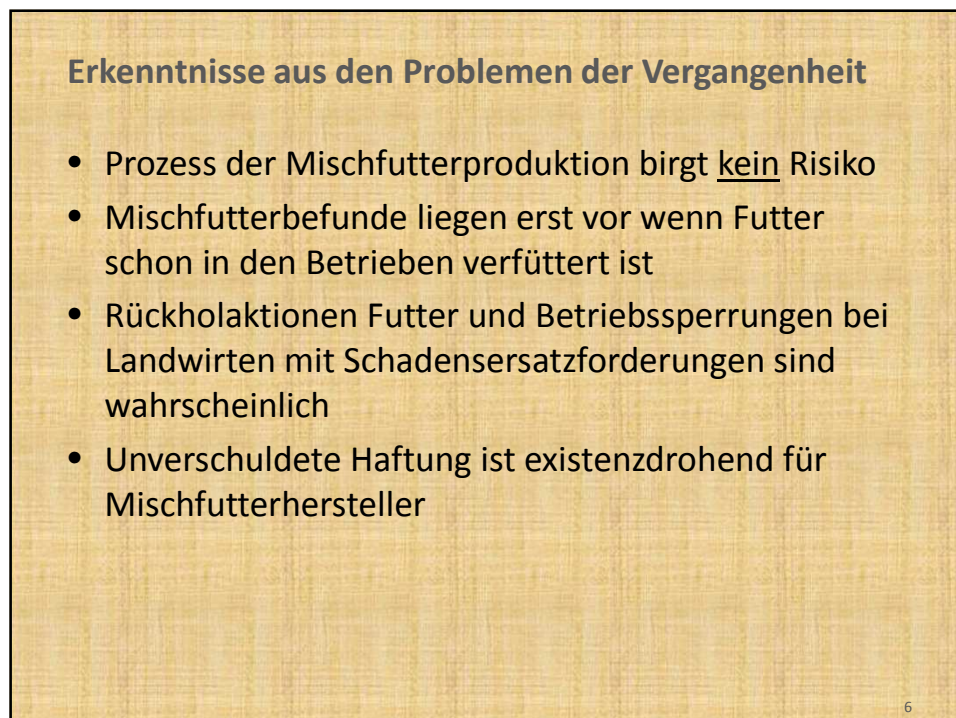 Erkenntnisse aus den Problemen der Vergangenheit
• Prozess der Mischfutterproduktion birgt kein Risiko
• Mischfutterbefunde liegen erst vor wenn Futter
schon in den Betrieben verfüttert ist
• Rückholaktionen Futter und Betriebssperrungen bei
Landwirten mit Schadensersatzforderungen sind
wahrscheinlich
• Unverschuldete Haftung ist existenzdrohend für
Mischfutterhersteller
6